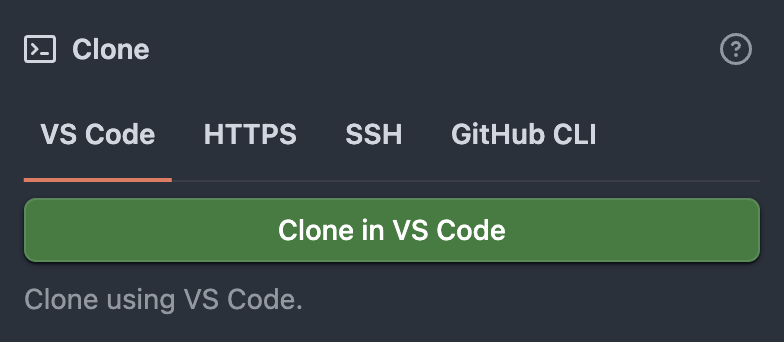 Clone
VS Code HTTPS SSH GitHub CLI
Clone in VS Code
Clone using VS Code.